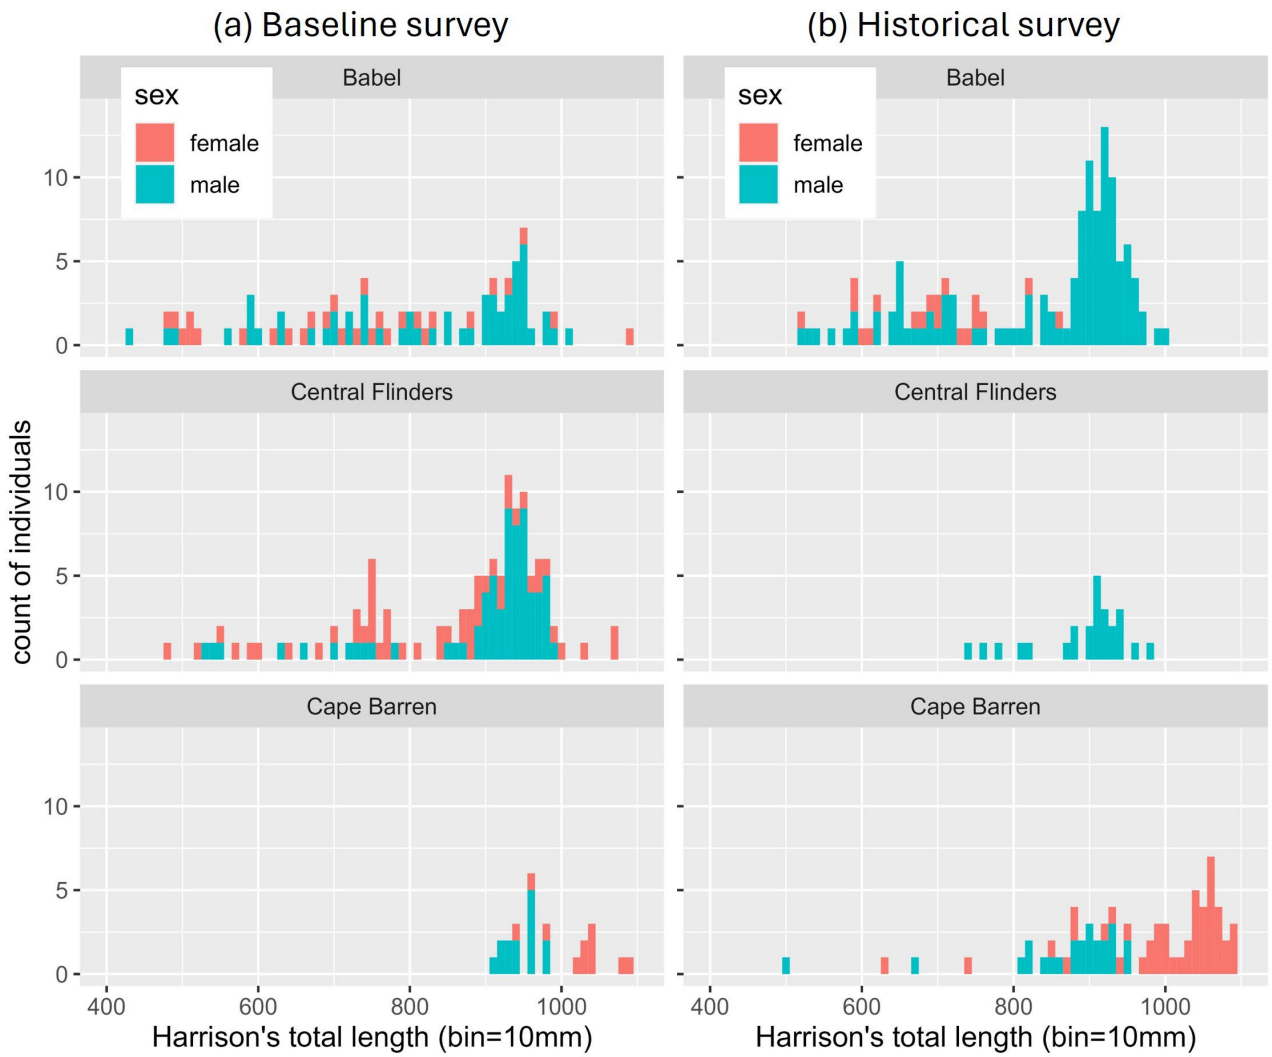 (a) Baseline survey
(b) Historical survey
Babel
Babel
sex
female
male
sex
female
male
10
5
0
Central Flinders
Central Flinders
count of individuals
10
5
0
Cape Barren
Cape Barren
10
5
0
400 600 800 1000
400 600 800 1000
Harrison's total length (bin=10mm)
Harrison's total length (bin=10mm)